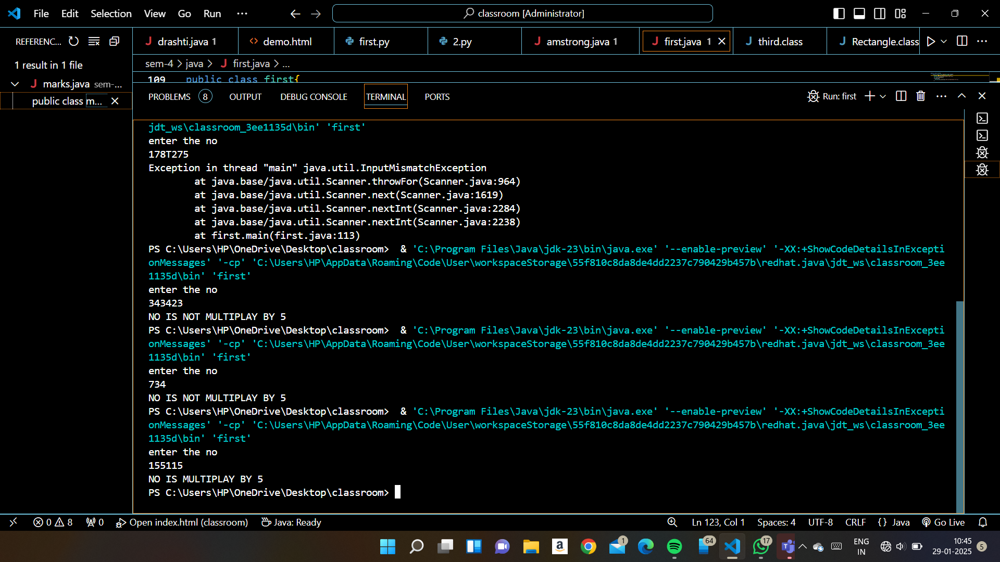 File Edit Selection View Go Run ··· classroom [Administrator]
REFERENC...
drashti.java 1 demo.html first.py 2.py amstrong.java 1 first.java 1 third.class Rectangle.class
1 result in 1 file
sem-4 > java > first.java > ...
marks.java sem-...
109 public class first{
public class m...
PROBLEMS 8 OUTPUT DEBUG CONSOLE TERMINAL PORTS Run: first
jdt_ws\classroom_3ee1135d\bin' 'first'
enter the no
178T275
Exception in thread "main" java.util.InputMismatchException
at java.base/java.util.Scanner.throwFor(Scanner.java:964)
at java.base/java.util.Scanner.next(Scanner.java:1619)
at java.base/java.util.Scanner.nextInt(Scanner.java:2284)
at java.base/java.util.Scanner.nextInt(Scanner.java:2238)
at first.main(first.java:113)
PS C:\Users\HP\OneDrive\Desktop\classroom>  & 'C:\Program Files\Java\jdk-23\bin\java.exe' '--enable-preview' '-XX:+ShowCodeDetailsInExcepti
onMessages' '-cp' 'C:\Users\HP\AppData\Roaming\Code\User\workspaceStorage\55f810c8da8de4dd2237c790429b457b\redhat.java\jdt_ws\classroom_3ee
1135d\bin' 'first'
enter the no
343423
NO IS NOT MULTIPLAY BY 5
PS C:\Users\HP\OneDrive\Desktop\classroom>  & 'C:\Program Files\Java\jdk-23\bin\java.exe' '--enable-preview' '-XX:+ShowCodeDetailsInExcepti
onMessages' '-cp' 'C:\Users\HP\AppData\Roaming\Code\User\workspaceStorage\55f810c8da8de4dd2237c790429b457b\redhat.java\jdt_ws\classroom_3ee
1135d\bin' 'first'
enter the no
734
NO IS NOT MULTIPLAY BY 5
PS C:\Users\HP\OneDrive\Desktop\classroom>  & 'C:\Program Files\Java\jdk-23\bin\java.exe' '--enable-preview' '-XX:+ShowCodeDetailsInExcepti
onMessages' '-cp' 'C:\Users\HP\AppData\Roaming\Code\User\workspaceStorage\55f810c8da8de4dd2237c790429b457b\redhat.java\jdt_ws\classroom_3ee
1135d\bin' 'first'
enter the no
155115
NO IS MULTIPLAY BY 5
PS C:\Users\HP\OneDrive\Desktop\classroom>
0 8 0 Open index.html (classroom) Java: Ready Ln 123, Col 1 Spaces: 4 UTF-8 CRLF {} Java Go Live
1 64 17 ENG 10:45
IN 29-01-2025 5